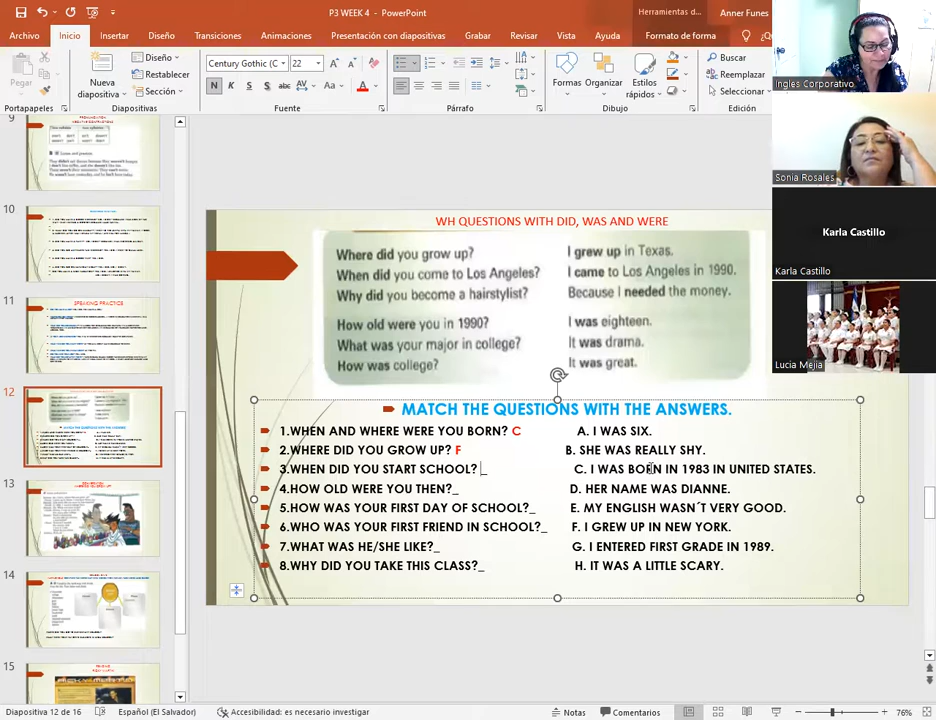 P3 WEEK 4 - PowerPoint
Herramientas d...
Anner Funes
Archivo
Inicio
Insertar
Diseño
Transiciones
Animaciones
Presentación con diapositivas
Grabar
Revisar
Vista
Ayuda
Formato de forma
Pegar
Nueva
diapositiva
Diseño
Restablecer
Sección
Century Gothic (C
22
N K S abc AV Aa A
Formas
Organizar
Estilos
rápidos
Buscar
Reemplazar
Seleccionar
Portapapeles
Diapositivas
Fuente
Párrafo
Dibujo
Edición
Ingles Corporativo
Sonia Rosales
Karla Castillo
Karla Castillo
Lucia Mejia
9
10
11
12
13
14
15
WH QUESTIONS WITH DID, WAS AND WERE
Where did you grow up? I grew up in Texas.
When did you come to Los Angeles? I came to Los Angeles in 1990.
Why did you become a hairstylist? Because I needed the money.
How old were you in 1990? I was eighteen.
What was your major in college? It was drama.
How was college? It was great.
MATCH THE QUESTIONS WITH THE ANSWERS.
1.WHEN AND WHERE WERE YOU BORN? C A. I WAS SIX.
2.WHERE DID YOU GROW UP? F B. SHE WAS REALLY SHY.
3.WHEN DID YOU START SCHOOL? _ C. I WAS BOEN IN 1983 IN UNITED STATES.
4.HOW OLD WERE YOU THEN?_ D. HER NAME WAS DIANNE.
5.HOW WAS YOUR FIRST DAY OF SCHOOL?_ E. MY ENGLISH WASN´T VERY GOOD.
6.WHO WAS YOUR FIRST FRIEND IN SCHOOL?_ F. I GREW UP IN NEW YORK.
7.WHAT WAS HE/SHE LIKE?_ G. I ENTERED FIRST GRADE IN 1989.
8.WHY DID YOU TAKE THIS CLASS?_ H. IT WAS A LITTLE SCARY.
Diapositiva 12 de 16
Español (El Salvador)
Accesibilidad: es necesario investigar
Notas
Comentarios
76%